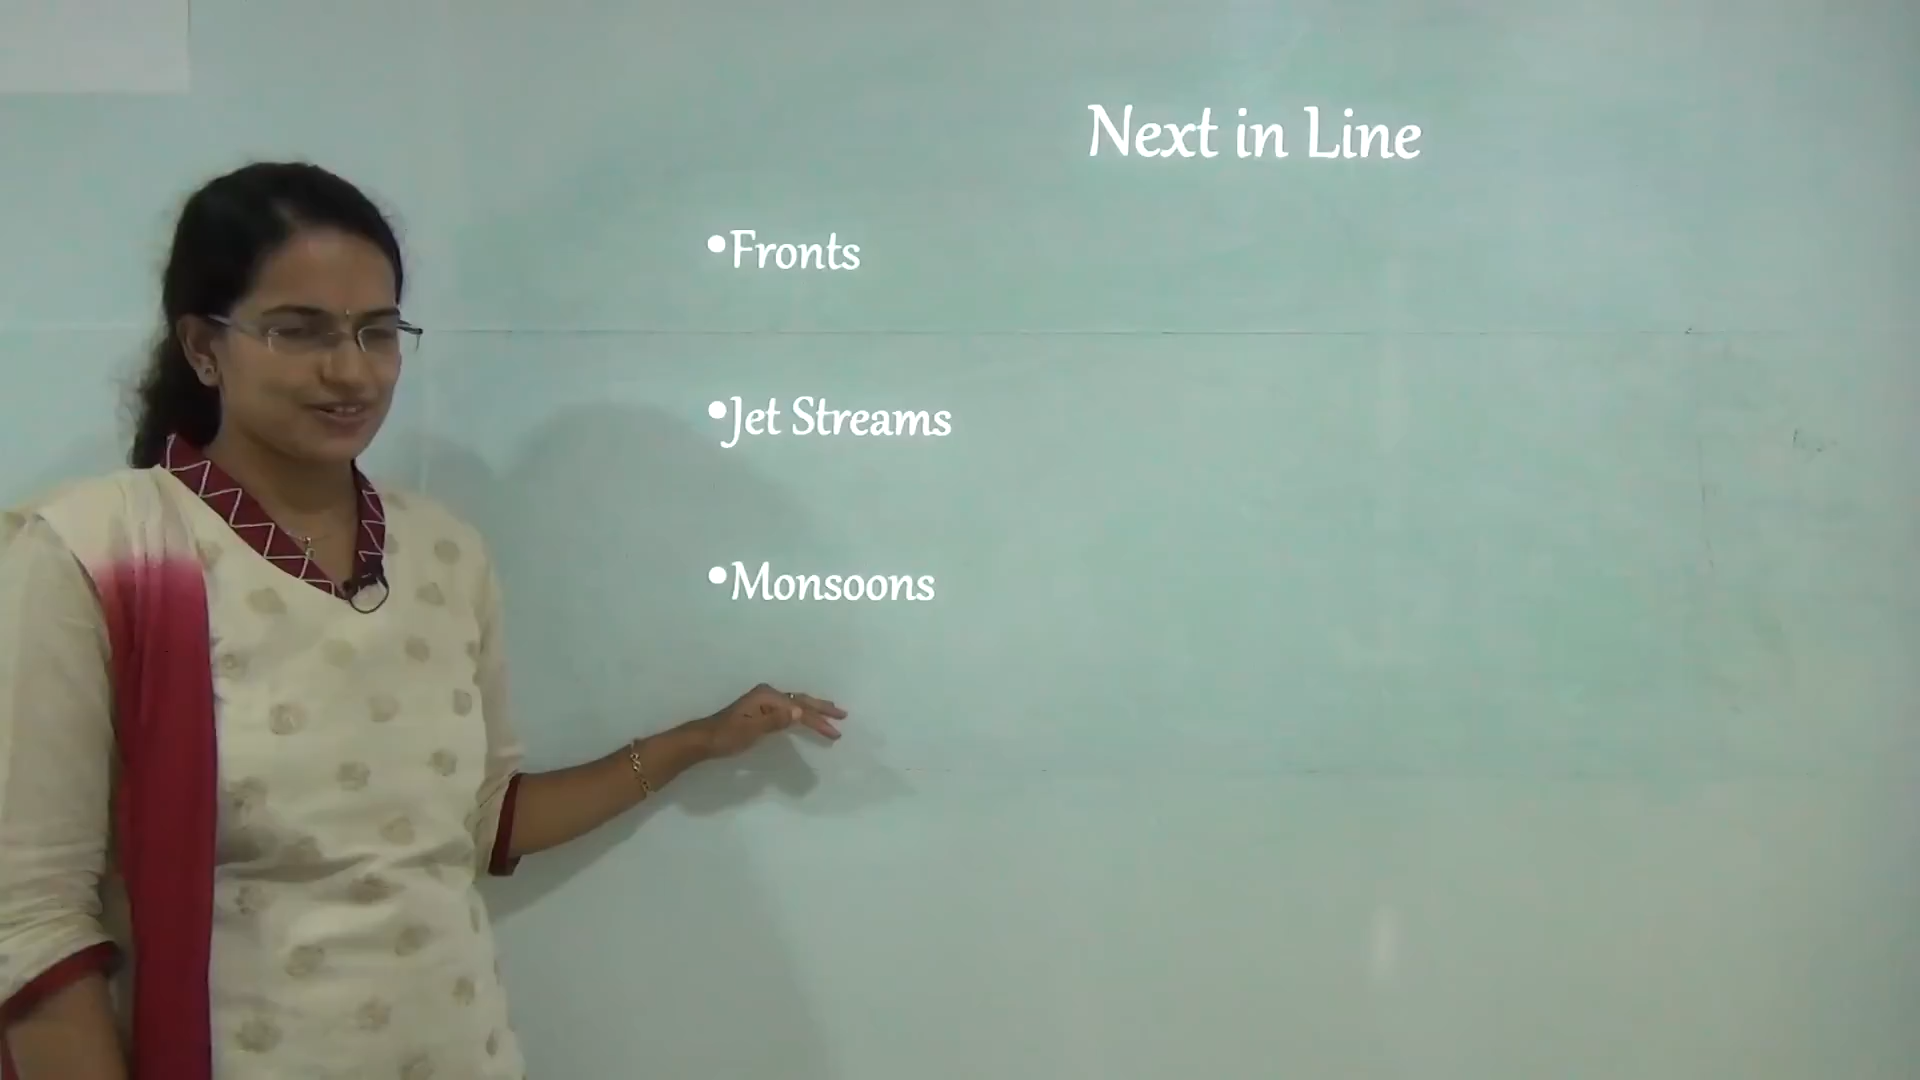 Next in Line
•Fronts
•Jet Streams
•Monsoons